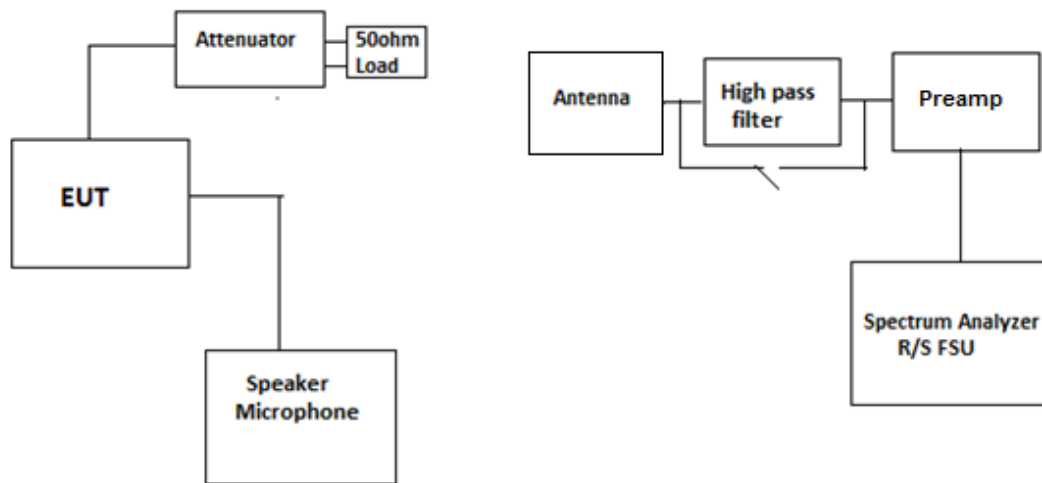 Attenuator
50ohm
Load
EUT
Speaker
Microphone
Antenna
High pass
filter
Preamp
Spectrum Analyzer
R/S FSU